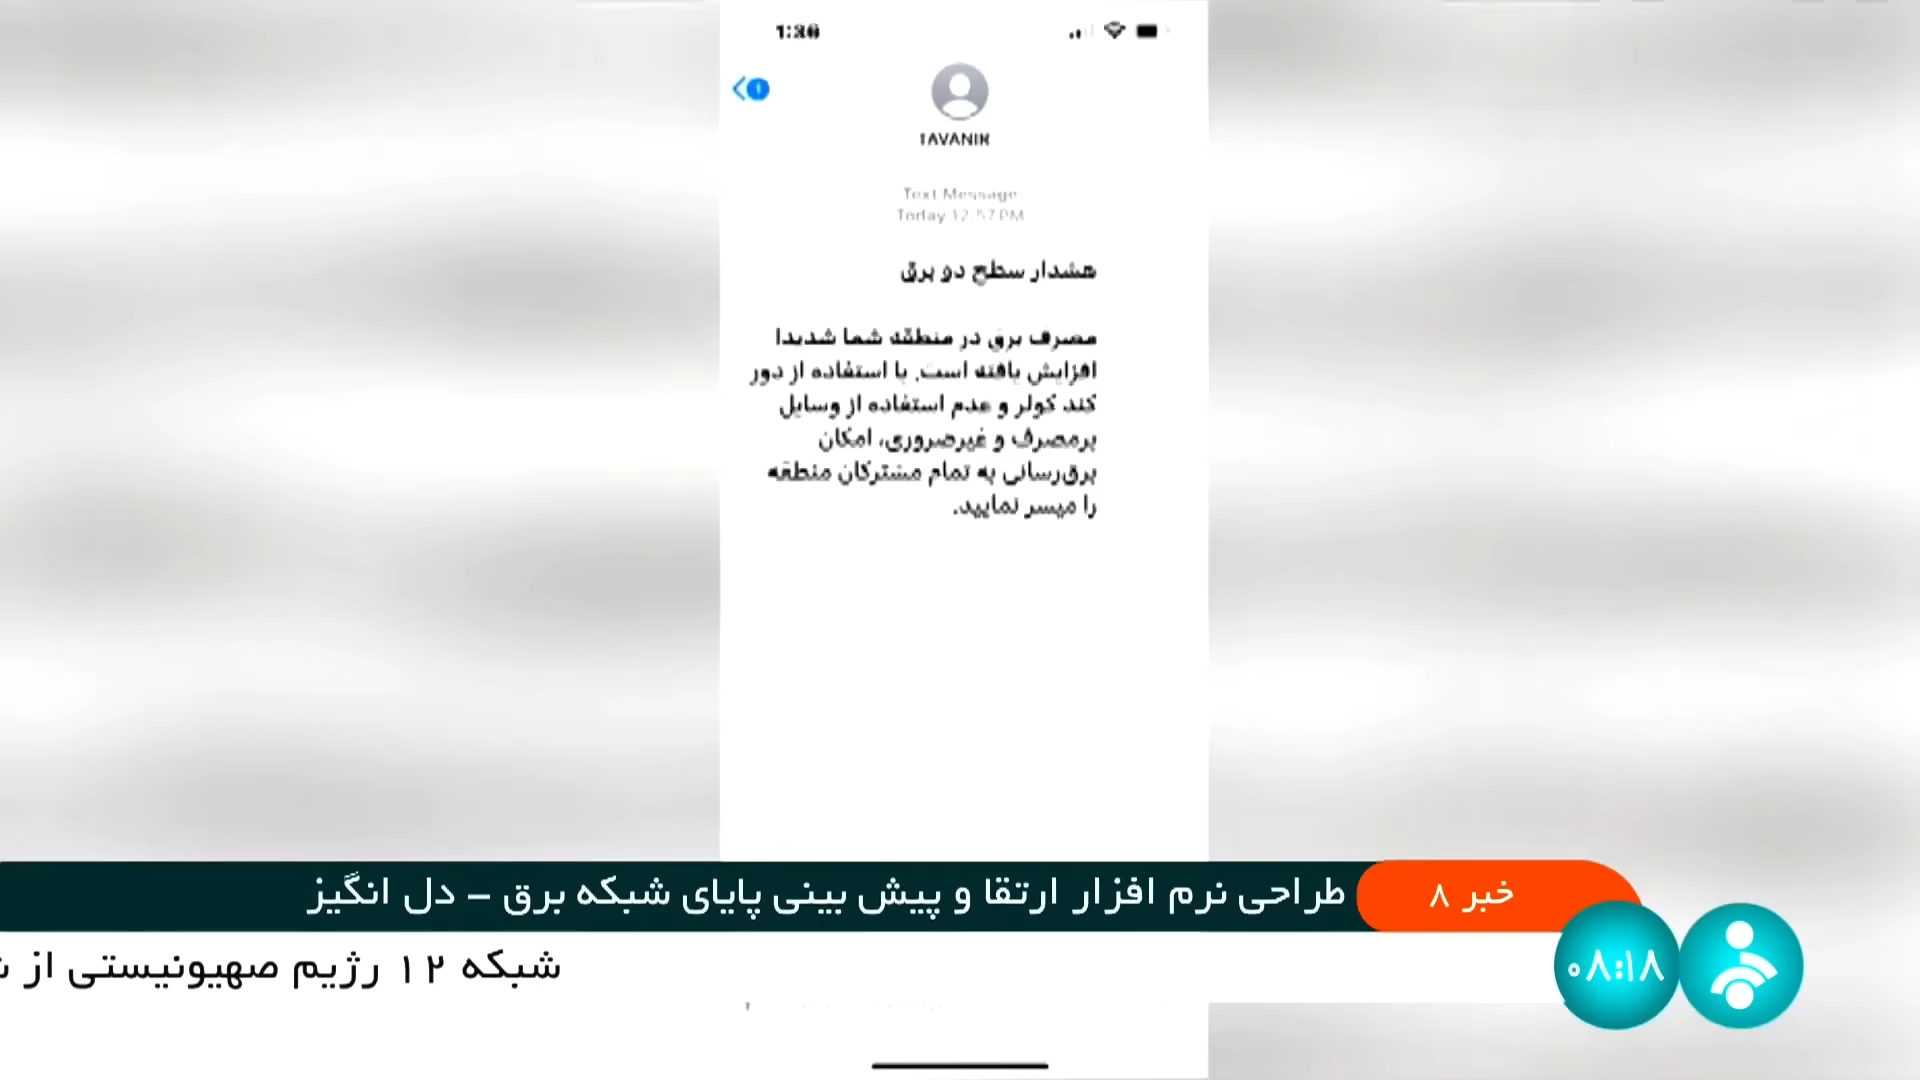 1:36
1
TAVANIR
Text Message
Today 12:57 PM
هشدار سطح دو برق
مصرف برق در منطقه شما شدیدا
افزایش یافته است. با استفاده از دور
کند کولر و عدم استفاده از وسایل
پرمصرف و غیرضروری، امکان
برق‌رسانی به تمام مشترکان منطقه
را میسر نمایید.
خبر ۸
طراحی نرم افزار ارتقا و پیش بینی پایای شبکه برق – دل انگیز
شبکه ۱۲ رژیم صهیونیستی از
۰۸:۱۸